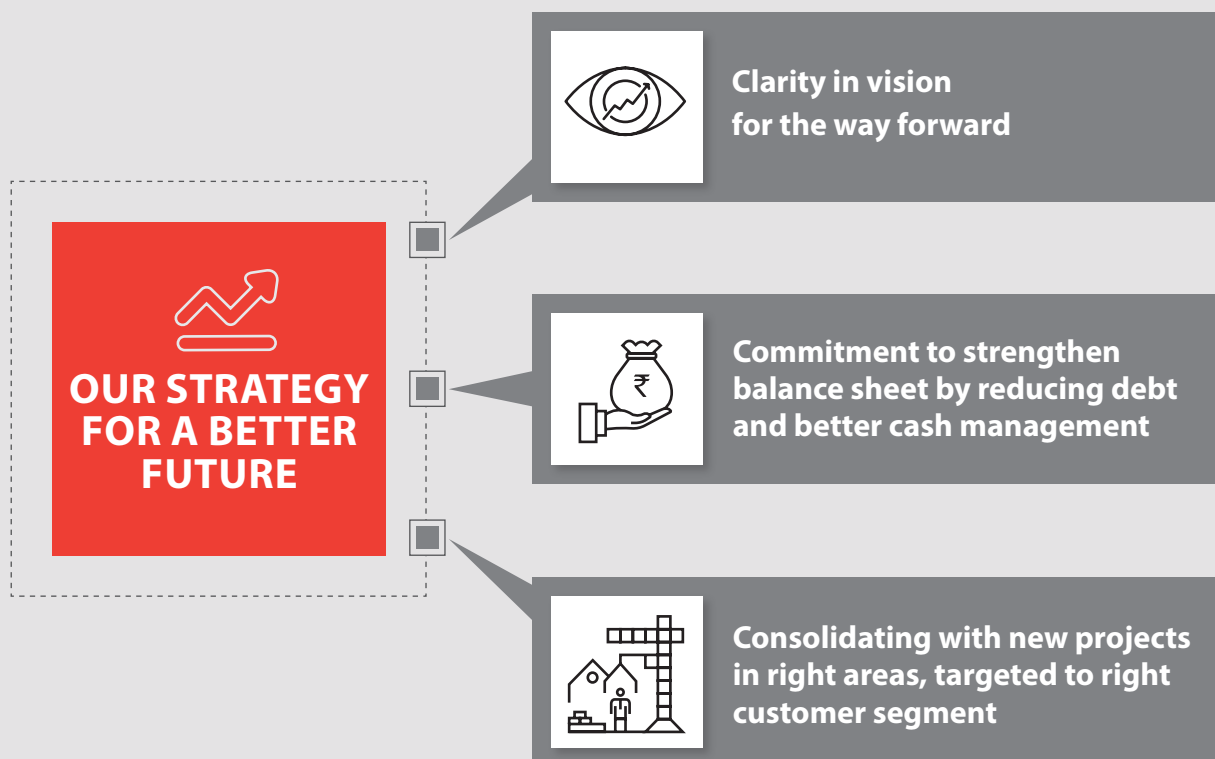 Clarity in vision
for the way forward
OUR STRATEGY
FOR A BETTER
FUTURE
₹
Commitment to strengthen
balance sheet by reducing debt
and better cash management
Consolidating with new projects
in right areas, targeted to right
customer segment